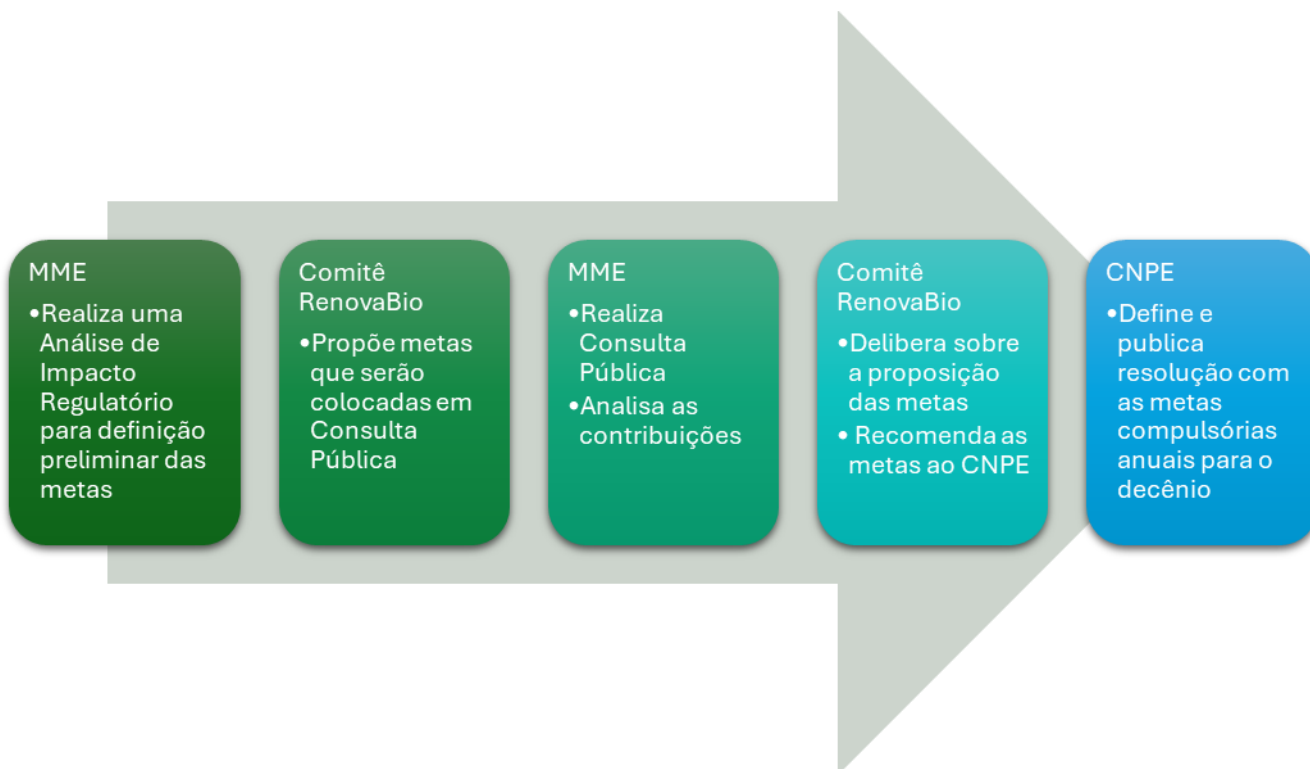 MME
•Realiza uma
Análise de
Impacto
Regulatório
para definição
preliminar das
metas
Comitê
RenovaBio
•Propõe metas
que serão
colocadas em
Consulta
Pública
MME
•Realiza
Consulta
Pública
•Analisa as
contribuições
Comitê
RenovaBio
•Delibera sobre
a proposição
das metas
• Recomenda as
metas ao CNPE
CNPE
•Define e
publica
resolução com
as metas
compulsórias
anuais para o
decênio